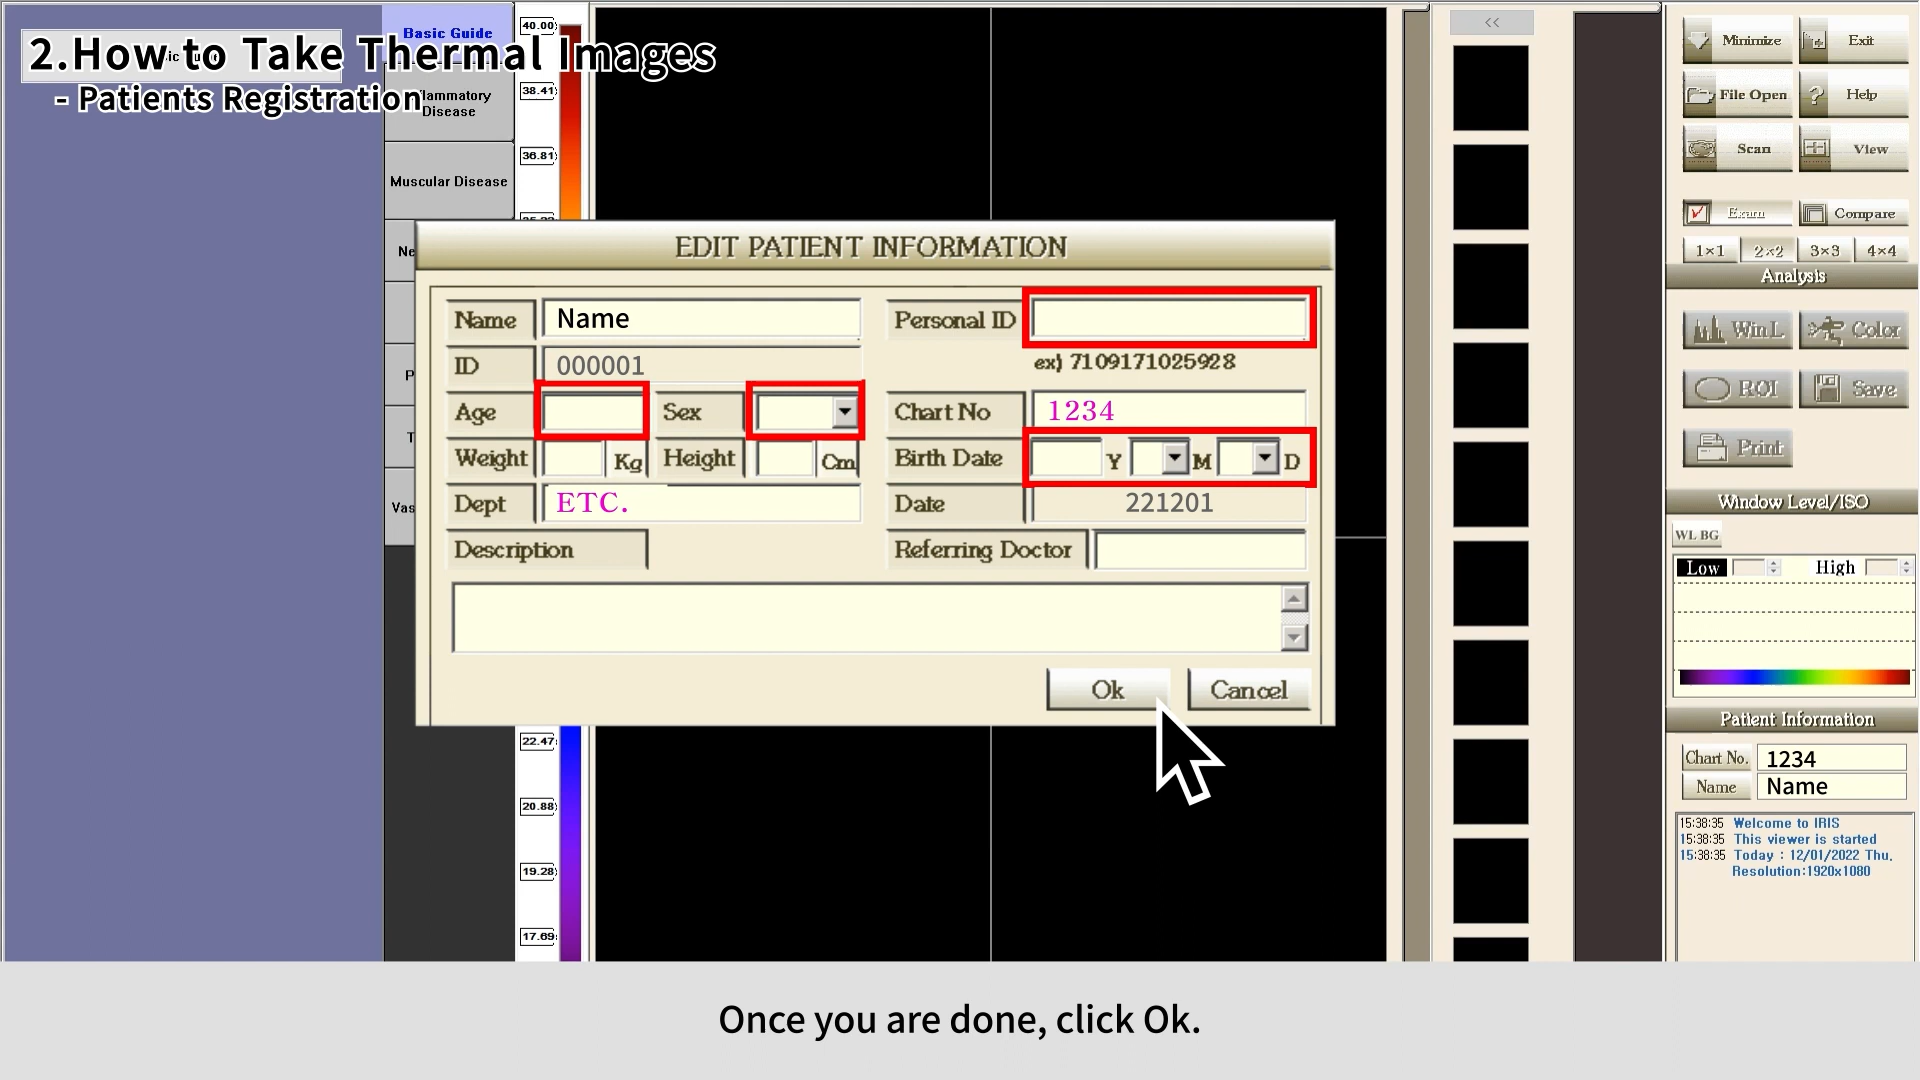 2.How to Take Thermal Images
- Patients Registration
Basic Guide
Disease
Muscular Disease
40.00
38.41
36.81
22.47
20.88
19.28
17.69
EDIT PATIENT INFORMATION
Name Name Personal ID
ID 000001 ex) 7109171025928
Age Sex Chart No 1234
Weight Kg Height Cm Birth Date Y M D
Dept ETC. Date 221201
Description Referring Doctor
Ok Cancel
<<
Minimize Exit
File Open Help
Scan View
Exam Compare
1×1 2×2 3×3 4×4
Analysis
Win L. Color
ROI Save
Print
Window Level/ISO
WL BG
Low High
Patient Information
Chart No. 1234
Name Name
15:38:35 Welcome to IRIS
15:38:35 This viewer is started
15:38:35 Today : 12/01/2022 Thu,
Resolution:1920x1080
Once you are done, click Ok.